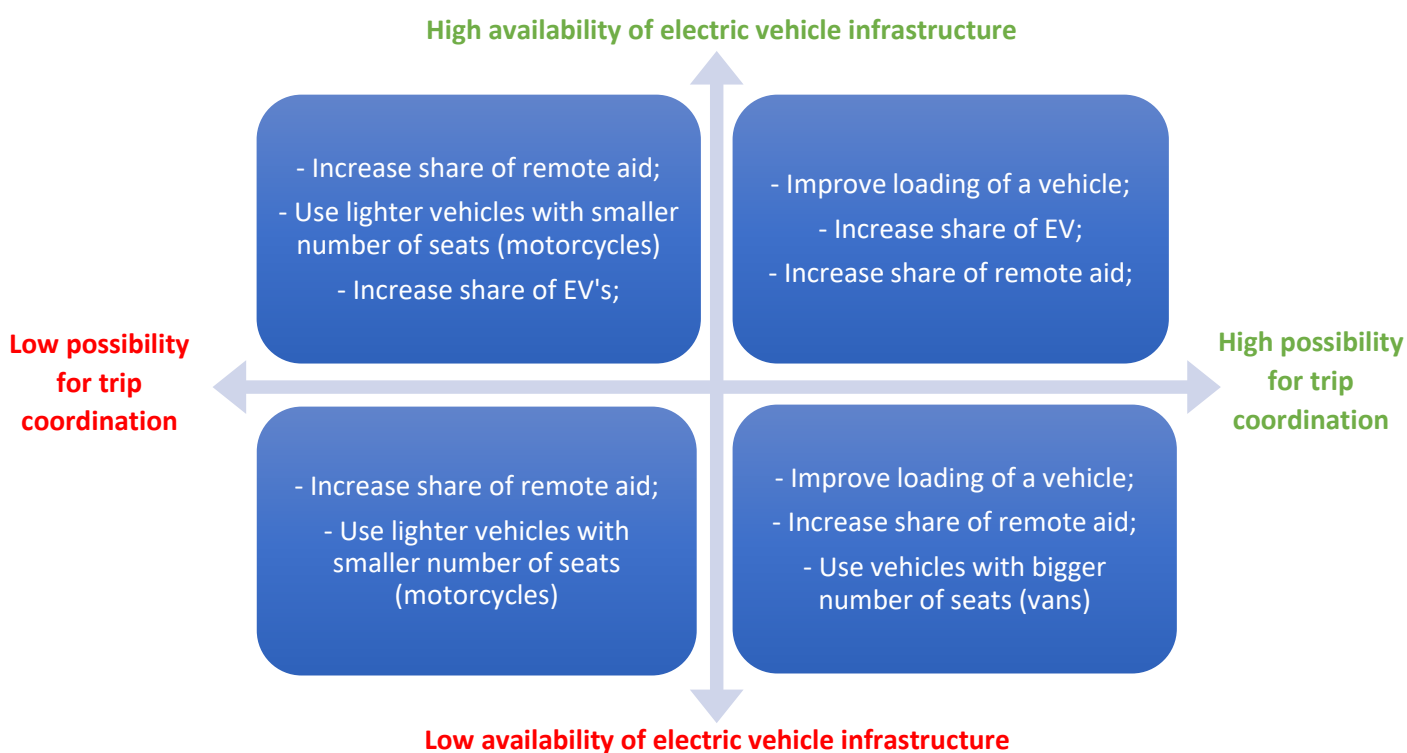 High availability of electric vehicle infrastructure
- Increase share of remote aid;
- Use lighter vehicles with smaller
number of seats (motorcycles)
- Increase share of EV's;
- Improve loading of a vehicle;
- Increase share of EV;
- Increase share of remote aid;
Low possibility
for trip
coordination
High possibility
for trip
coordination
- Increase share of remote aid;
- Use lighter vehicles with
smaller number of seats
(motorcycles)
- Improve loading of a vehicle;
- Increase share of remote aid;
- Use vehicles with bigger
number of seats (vans)
Low availability of electric vehicle infrastructure